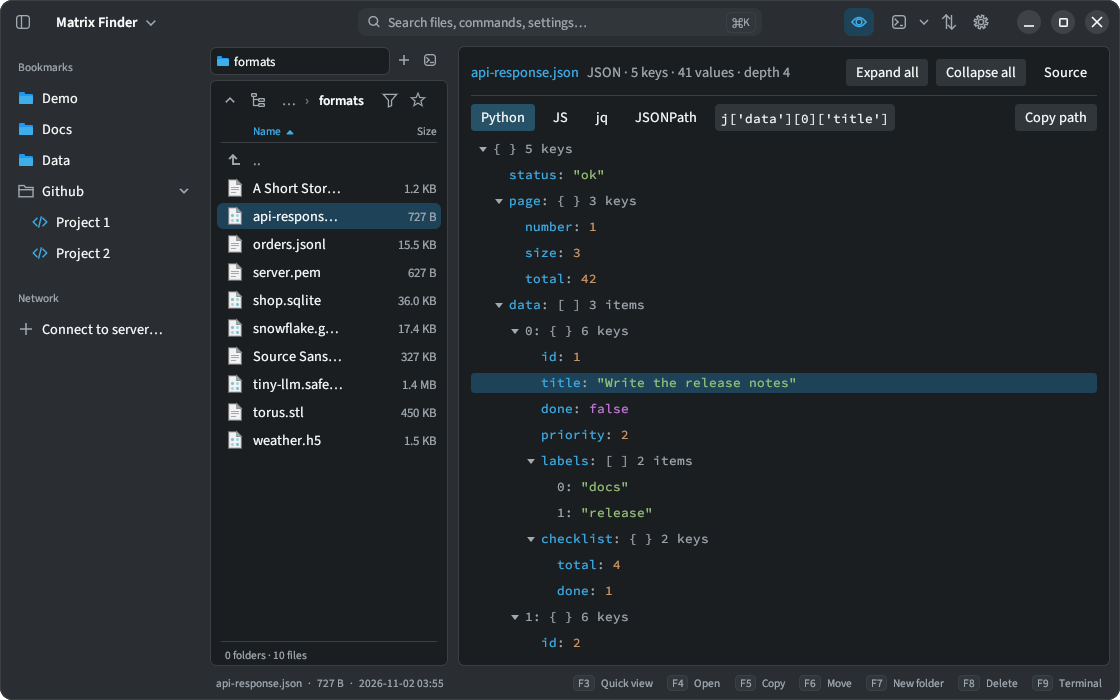 Matrix Finder
Search files, commands, settings…
⌘K
Bookmarks
Demo
Docs
Data
Github
Project 1
Project 2
Network
Connect to server…
formats
… › formats
Name Size
..
A Short Stor… 1.2 KB
api-respons… 727 B
orders.jsonl 15.5 KB
server.pem 627 B
shop.sqlite 36.0 KB
snowflake.g… 17.4 KB
Source Sans… 327 KB
tiny-llm.safe… 1.4 MB
torus.stl 450 KB
weather.h5 1.5 KB
0 folders · 10 files
api-response.json JSON · 5 keys · 41 values · depth 4 Expand all Collapse all Source
Python JS jq JSONPath j['data'][0]['title'] Copy path
{ } 5 keys
status: "ok"
page: { } 3 keys
number: 1
size: 3
total: 42
data: [ ] 3 items
0: { } 6 keys
id: 1
title: "Write the release notes"
done: false
priority: 2
labels: [ ] 2 items
0: "docs"
1: "release"
checklist: { } 2 keys
total: 4
done: 1
1: { } 6 keys
id: 2
api-response.json · 727 B · 2026-11-02 03:55
F3 Quick view F4 Open F5 Copy F6 Move F7 New folder F8 Delete F9 Terminal